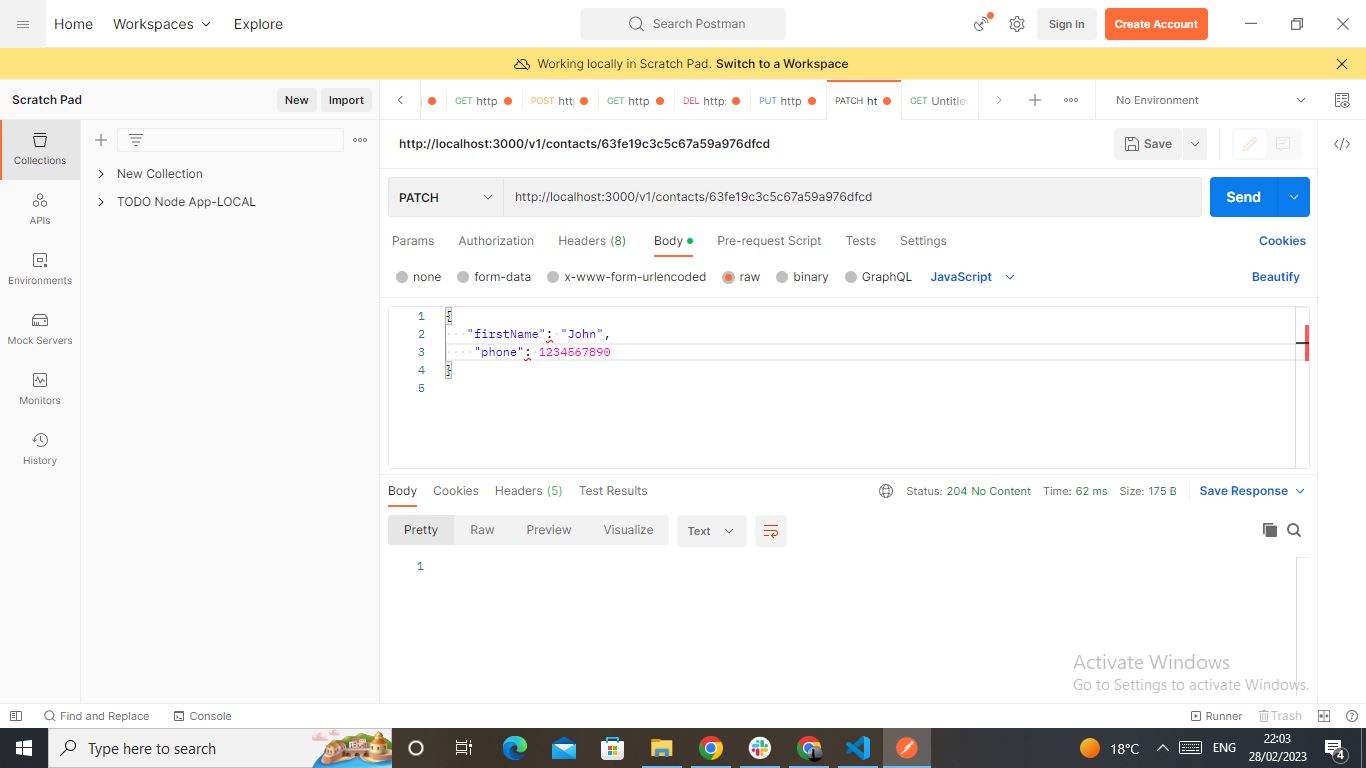 Home Workspaces Explore Search Postman Sign In Create Account
Working locally in Scratch Pad. Switch to a Workspace
Scratch Pad New Import GET http POST htt GET http DEL http: PUT http PATCH ht GET Untitle No Environment
Collections
APIs
Environments
Mock Servers
Monitors
History
New Collection
TODO Node App-LOCAL
http://localhost:3000/v1/contacts/63fe19c3c5c67a59a976dfcd Save
PATCH http://localhost:3000/v1/contacts/63fe19c3c5c67a59a976dfcd Send
Params Authorization Headers (8) Body Pre-request Script Tests Settings Cookies
none form-data x-www-form-urlencoded raw binary GraphQL JavaScript Beautify
1 {
2 "firstName": "John",
3 "phone": 1234567890
4 }
5
Body Cookies Headers (5) Test Results Status: 204 No Content Time: 62 ms Size: 175 B Save Response
Pretty Raw Preview Visualize Text
1
Activate Windows
Go to Settings to activate Windows.
Find and Replace Console Runner Trash
Type here to search 18°C ENG 22:03
28/02/2023 4